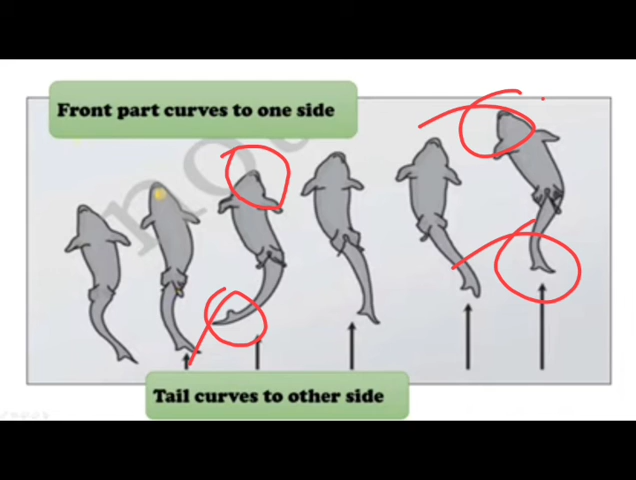 Front part curves to one side
Tail curves to other side